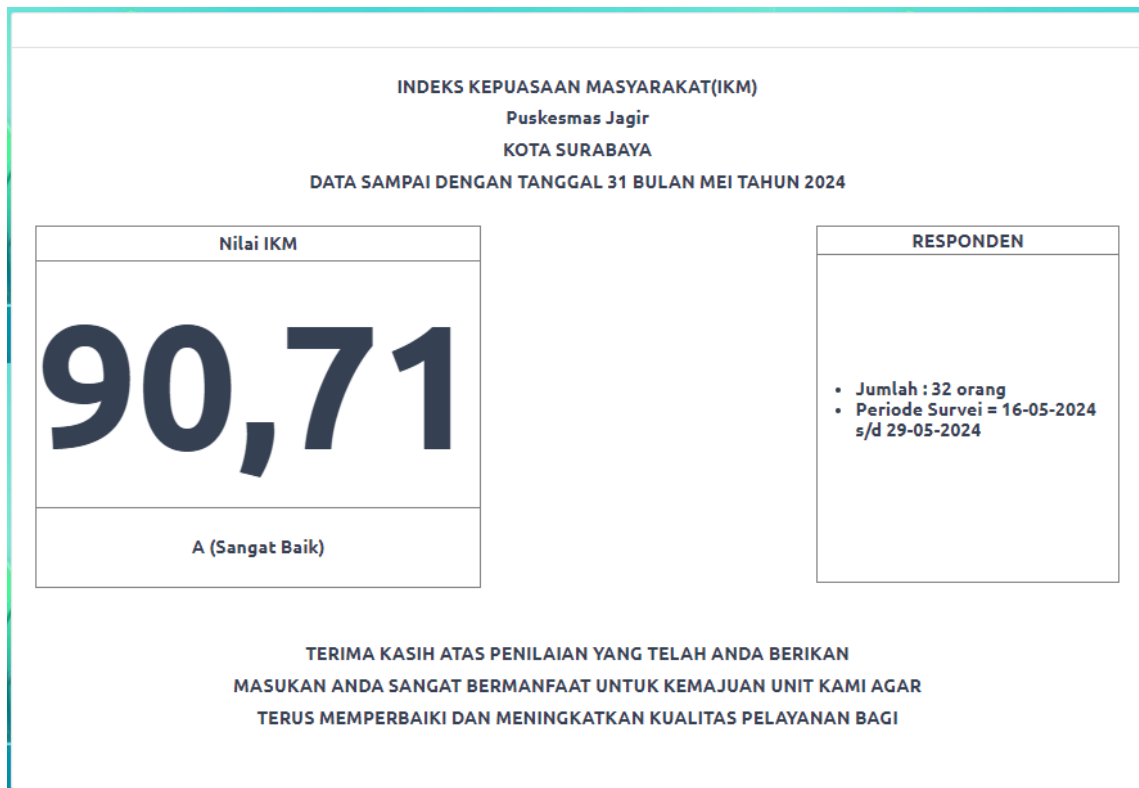 INDEKS KEPUASAAN MASYARAKAT(IKM)
Puskesmas Jagir
KOTA SURABAYA
DATA SAMPAI DENGAN TANGGAL 31 BULAN MEI TAHUN 2024
Nilai IKM
90,71
A (Sangat Baik)
RESPONDEN
• Jumlah : 32 orang
• Periode Survei = 16-05-2024
s/d 29-05-2024
TERIMA KASIH ATAS PENILAIAN YANG TELAH ANDA BERIKAN
MASUKAN ANDA SANGAT BERMANFAAT UNTUK KEMAJUAN UNIT KAMI AGAR
TERUS MEMPERBAIKI DAN MENINGKATKAN KUALITAS PELAYANAN BAGI